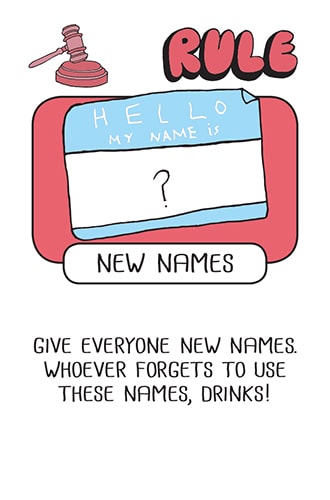 RULE
HELLO
MY NAME iS
?
NEW NAMES
GIVE EVERYONE NEW NAMES.
WHOEVER FORGETS TO USE
THESE NAMES, DRINKS!